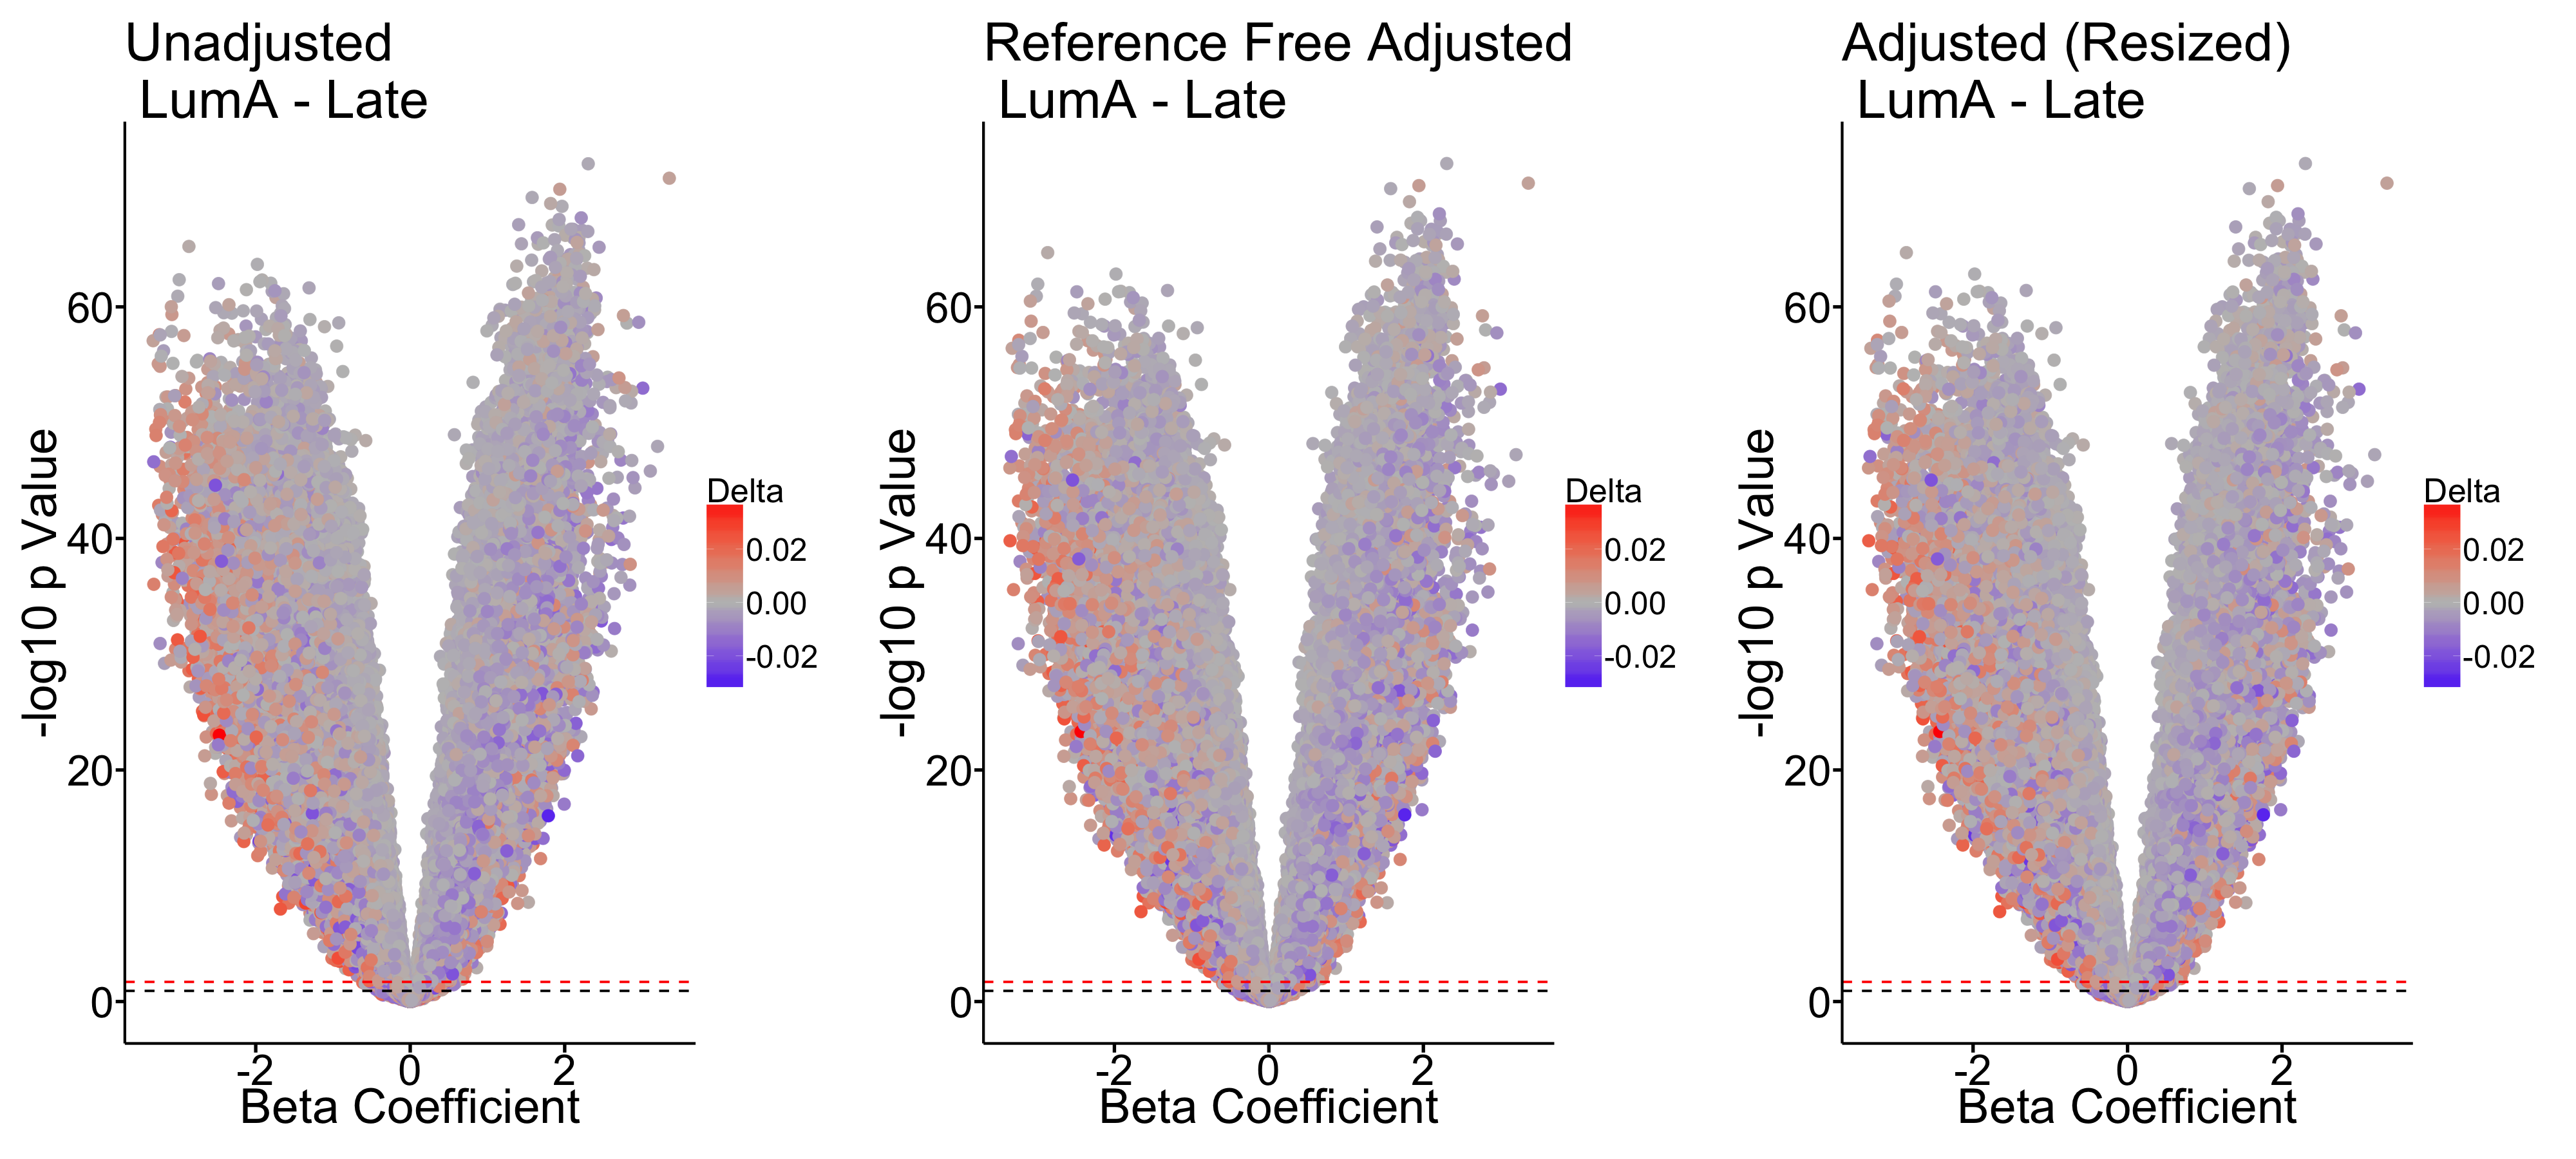 Unadjusted
LumA - Late
-log10 p Value
60
40
20
0
-2
0
2
Beta Coefficient
Delta
0.02
0.00
-0.02
Reference Free Adjusted
LumA - Late
-log10 p Value
60
40
20
0
-2
0
2
Beta Coefficient
Delta
0.02
0.00
-0.02
Adjusted (Resized)
LumA - Late
-log10 p Value
60
40
20
0
-2
0
2
Beta Coefficient
Delta
0.02
0.00
-0.02